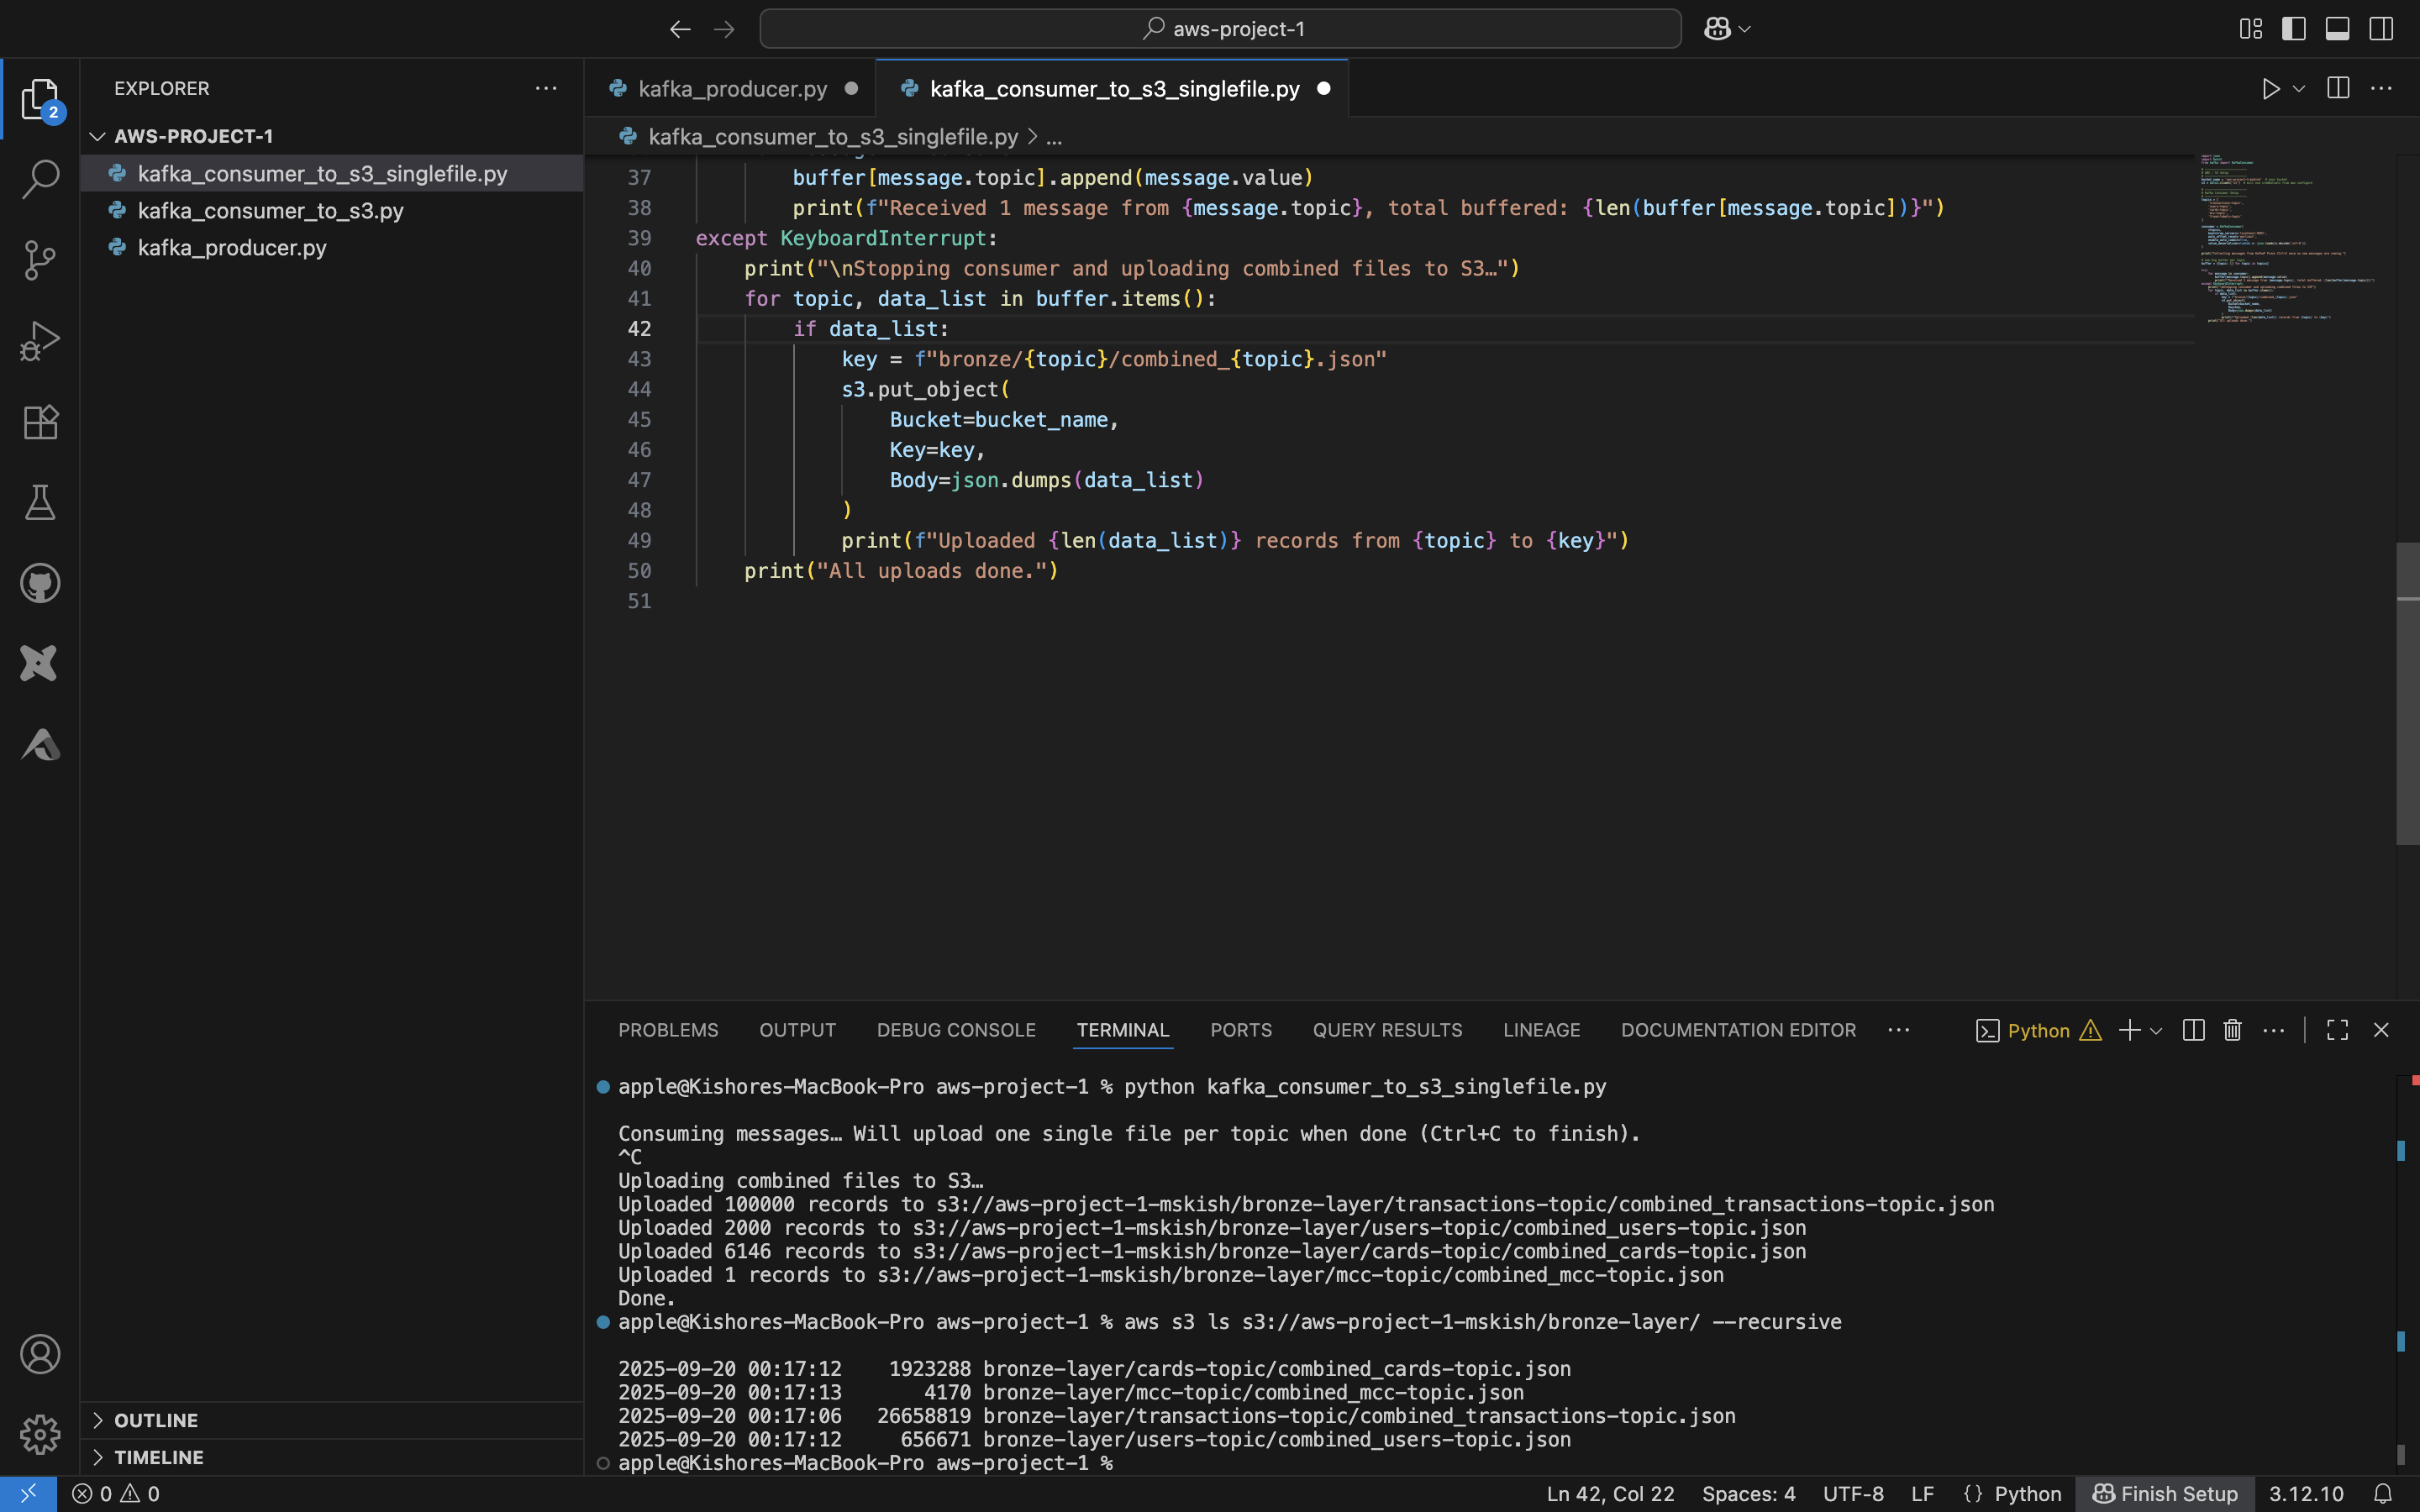 aws-project-1
EXPLORER
2
AWS-PROJECT-1
kafka_consumer_to_s3_singlefile.py
kafka_consumer_to_s3.py
kafka_producer.py
OUTLINE
TIMELINE
kafka_producer.py
kafka_consumer_to_s3_singlefile.py
kafka_consumer_to_s3_singlefile.py > ...
37 buffer[message.topic].append(message.value)
38 print(f"Received 1 message from {message.topic}, total buffered: {len(buffer[message.topic])}")
39 except KeyboardInterrupt:
40 print("\nStopping consumer and uploading combined files to S3…")
41 for topic, data_list in buffer.items():
42 if data_list:
43 key = f"bronze/{topic}/combined_{topic}.json"
44 s3.put_object(
45 Bucket=bucket_name,
46 Key=key,
47 Body=json.dumps(data_list)
48 )
49 print(f"Uploaded {len(data_list)} records from {topic} to {key}")
50 print("All uploads done.")
51
PROBLEMS OUTPUT DEBUG CONSOLE TERMINAL PORTS QUERY RESULTS LINEAGE DOCUMENTATION EDITOR ... Python
apple@Kishores-MacBook-Pro aws-project-1 % python kafka_consumer_to_s3_singlefile.py
Consuming messages… Will upload one single file per topic when done (Ctrl+C to finish).
^C
Uploading combined files to S3…
Uploaded 100000 records to s3://aws-project-1-mskish/bronze-layer/transactions-topic/combined_transactions-topic.json
Uploaded 2000 records to s3://aws-project-1-mskish/bronze-layer/users-topic/combined_users-topic.json
Uploaded 6146 records to s3://aws-project-1-mskish/bronze-layer/cards-topic/combined_cards-topic.json
Uploaded 1 records to s3://aws-project-1-mskish/bronze-layer/mcc-topic/combined_mcc-topic.json
Done.
apple@Kishores-MacBook-Pro aws-project-1 % aws s3 ls s3://aws-project-1-mskish/bronze-layer/ --recursive
2025-09-20 00:17:12 1923288 bronze-layer/cards-topic/combined_cards-topic.json
2025-09-20 00:17:13 4170 bronze-layer/mcc-topic/combined_mcc-topic.json
2025-09-20 00:17:06 26658819 bronze-layer/transactions-topic/combined_transactions-topic.json
2025-09-20 00:17:12 656671 bronze-layer/users-topic/combined_users-topic.json
apple@Kishores-MacBook-Pro aws-project-1 %
0 0 Ln 42, Col 22 Spaces: 4 UTF-8 LF {} Python Finish Setup 3.12.10